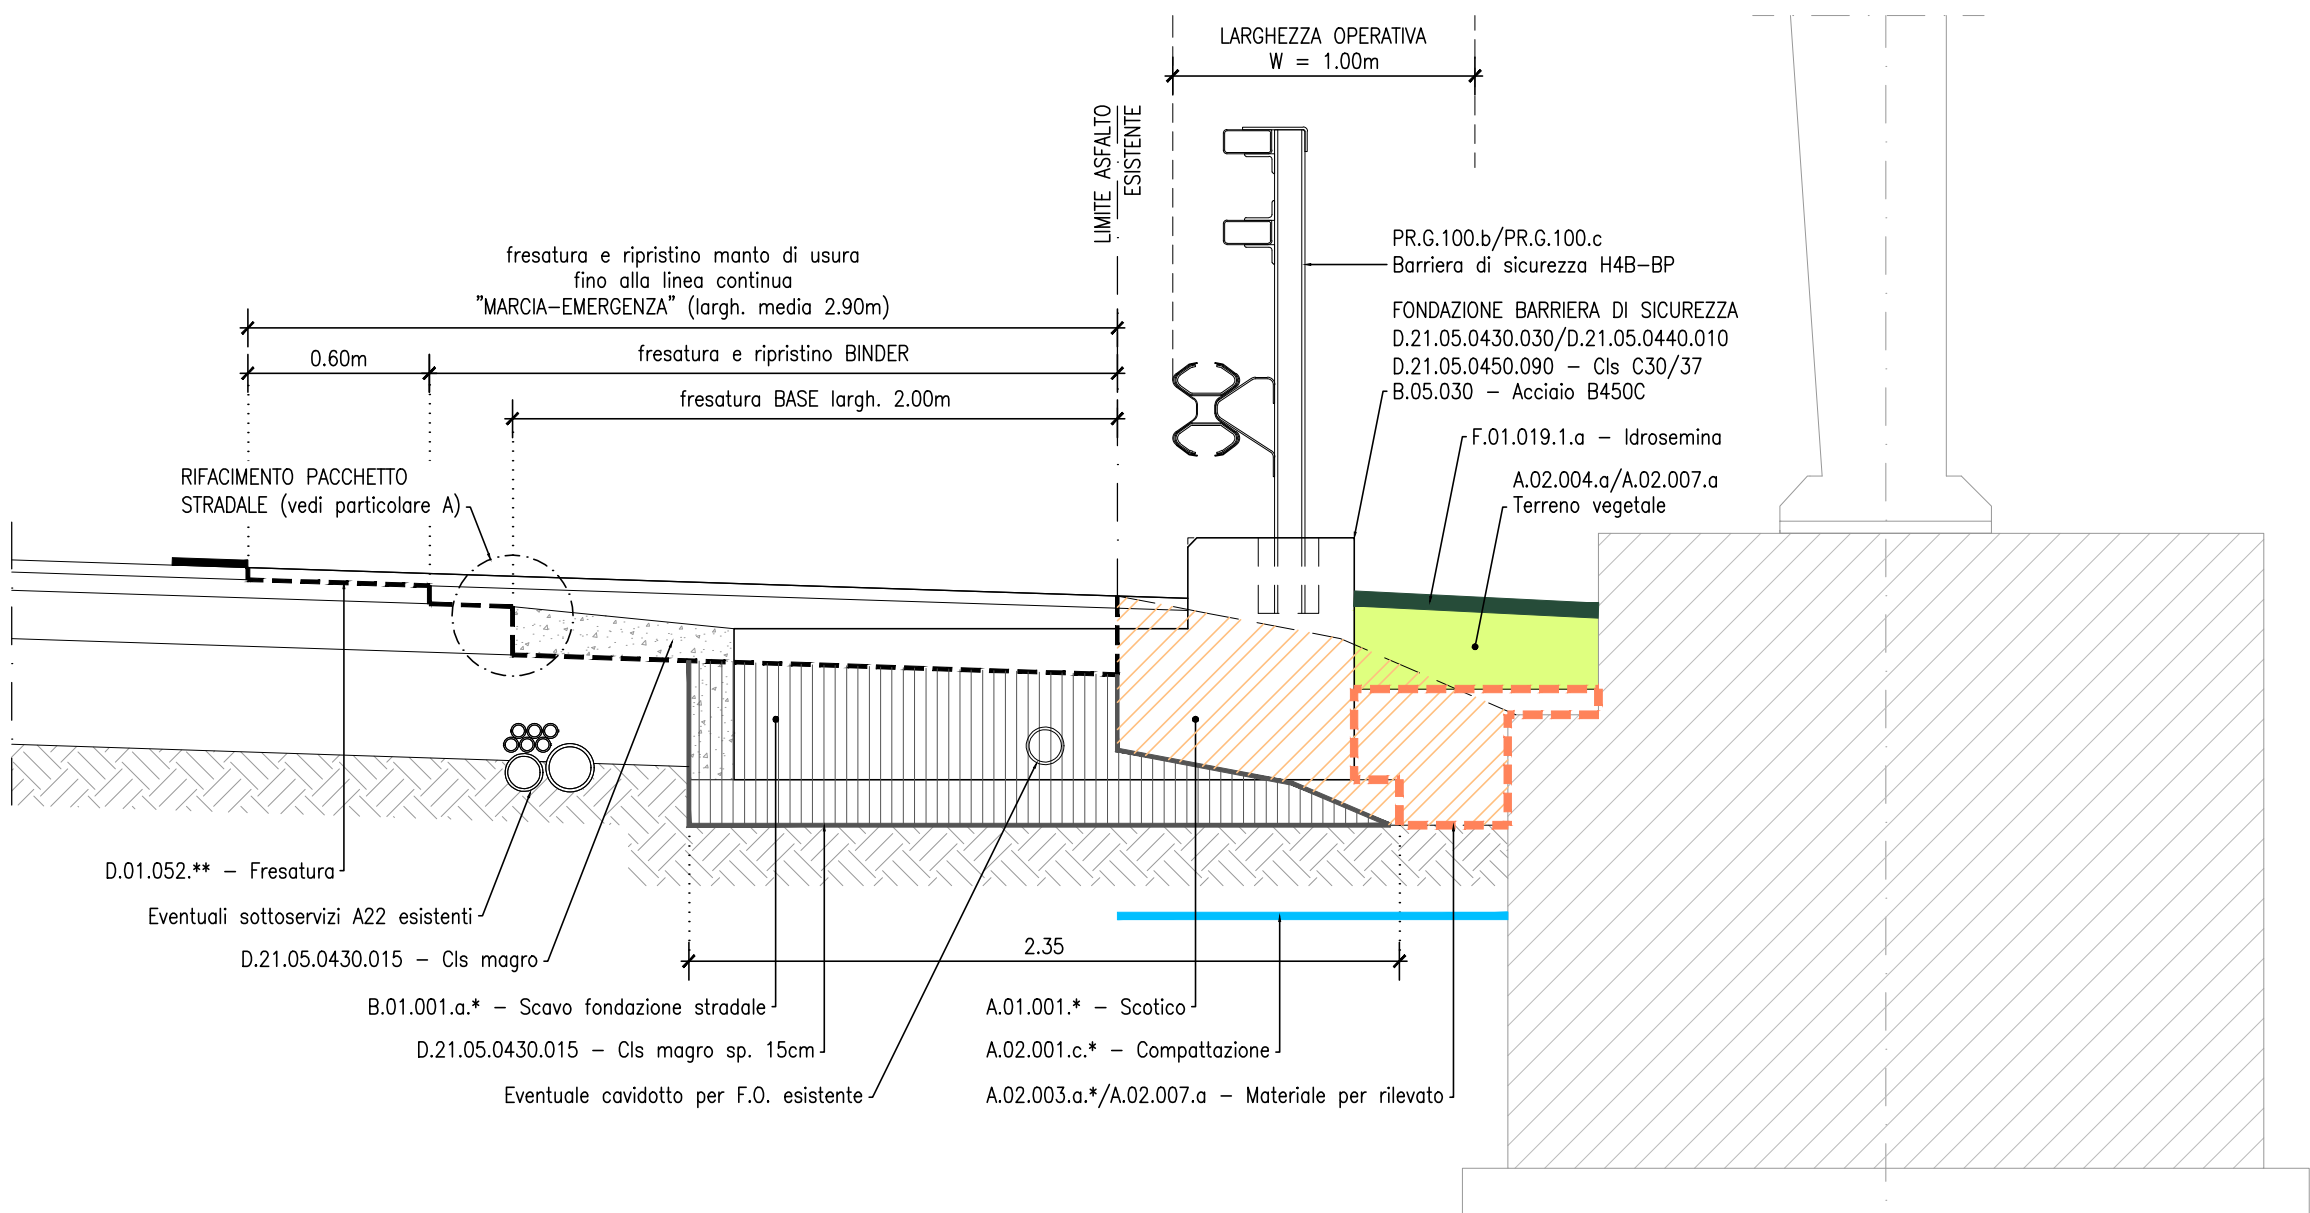 LARGHEZZA OPERATIVA
W = 1.00m
LIMITE ASFALTO
ESISTENTE
fresatura e ripristino manto di usura
fino alla linea continua
"MARCIA-EMERGENZA" (largh. media 2.90m)
0.60m
fresatura e ripristino BINDER
fresatura BASE largh. 2.00m
PR.G.100.b/PR.G.100.c
Barriera di sicurezza H4B-BP
FONDAZIONE BARRIERA DI SICUREZZA
D.21.05.0430.030/D.21.05.0440.010
D.21.05.0450.090 - Cls C30/37
B.05.030 - Acciaio B450C
F.01.019.1.a - Idrosemina
A.02.004.a/A.02.007.a
Terreno vegetale
RIFACIMENTO PACCHETTO
STRADALE (vedi particolare A)
D.01.052.** - Fresatura
Eventuali sottoservizi A22 esistenti
D.21.05.0430.015 - Cls magro
2.35
B.01.001.a.* - Scavo fondazione stradale
D.21.05.0430.015 - Cls magro sp. 15cm
Eventuale cavidotto per F.O. esistente
A.01.001.* - Scotico
A.02.001.c.* - Compattazione
A.02.003.a.*/A.02.007.a - Materiale per rilevato